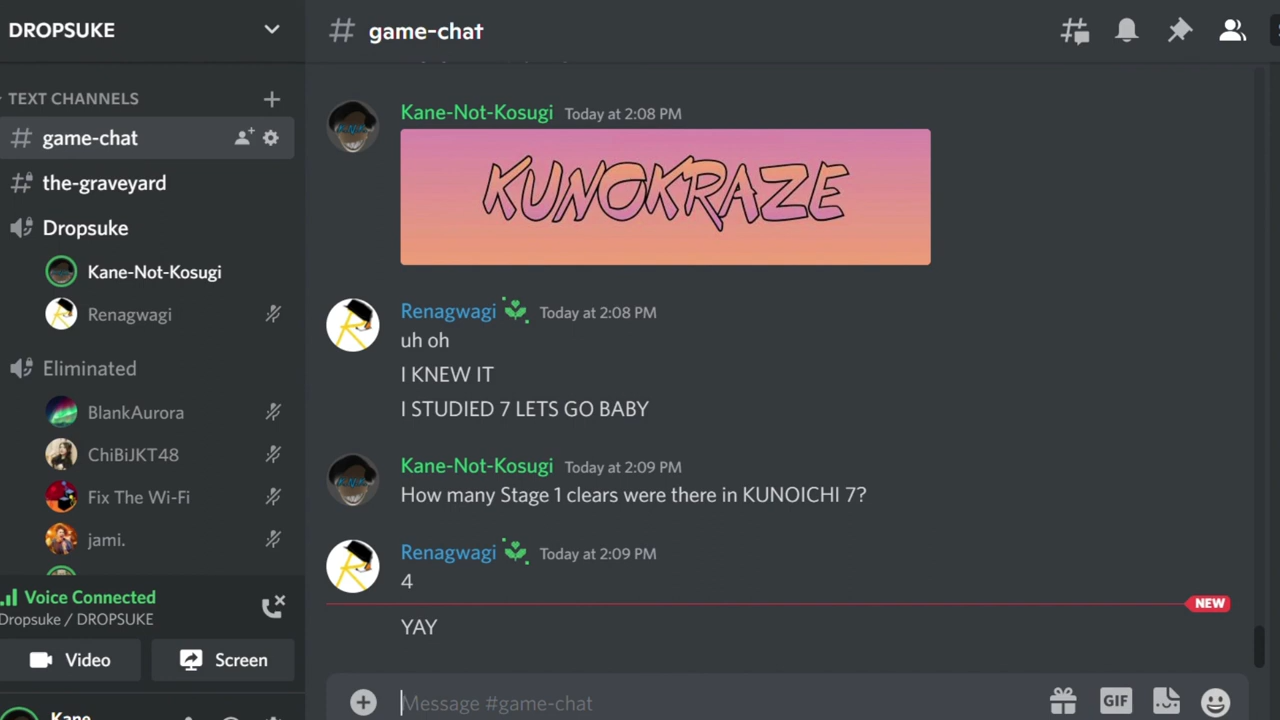 DROPSUKE
TEXT CHANNELS
game-chat
the-graveyard
Dropsuke
Kane-Not-Kosugi
Renagwagi
Eliminated
BlankAurora
ChiBiJKT48
Fix The Wi-Fi
jami.
Voice Connected
Dropsuke / DROPSUKE
Video
Screen
Kane
# game-chat
Kane-Not-Kosugi Today at 2:08 PM
KUNOKRAZE
Renagwagi Today at 2:08 PM
uh oh
I KNEW IT
I STUDIED 7 LETS GO BABY
Kane-Not-Kosugi Today at 2:09 PM
How many Stage 1 clears were there in KUNOICHI 7?
Renagwagi Today at 2:09 PM
4
NEW
YAY
Message #game-chat
GIF